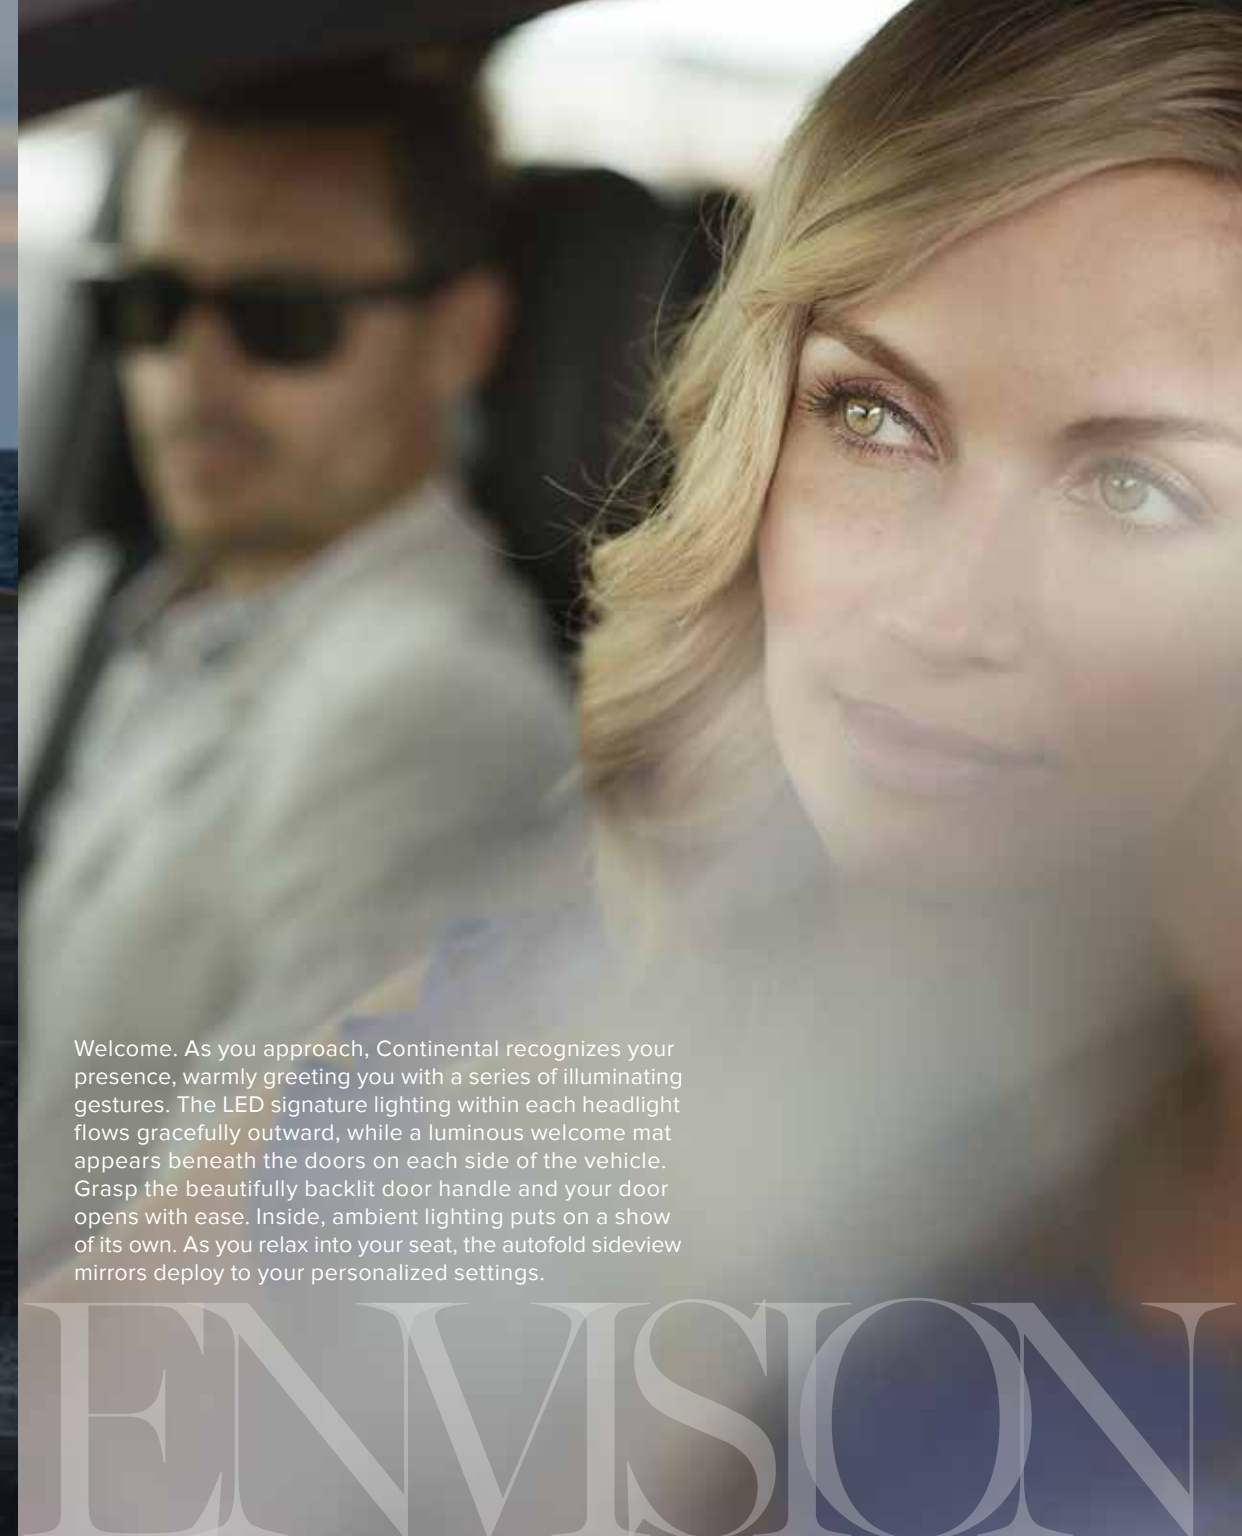 Welcome. As you approach, Continental recognizes your
presence, warmly greeting you with a series of illuminating
gestures. The LED signature lighting within each headlight
flows gracefully outward, while a luminous welcome mat
appears beneath the doors on each side of the vehicle.
Grasp the beautifully backlit door handle and your door
opens with ease. Inside, ambient lighting puts on a show
of its own. As you relax into your seat, the autofold sideview
mirrors deploy to your personalized settings.
ENVISION